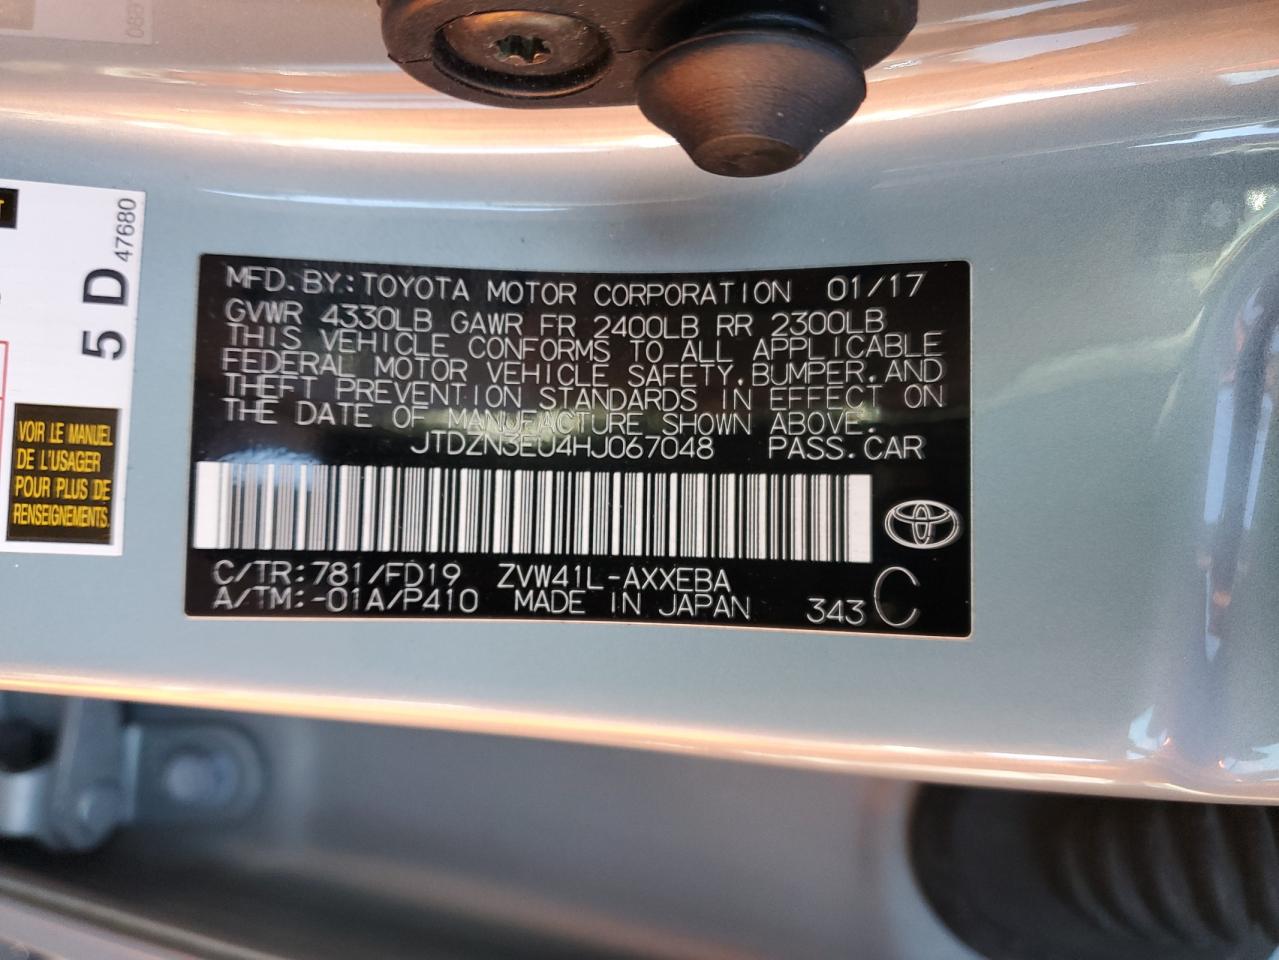 5 D
47680
VOIR LE MANUEL
DE L'USAGER
POUR PLUS DE
RENSEIGNEMENTS.
MFD. BY: TOYOTA MOTOR CORPORATION 01/17
GVWR 4330LB GAWR FR 2400LB RR 2300LB
THIS VEHICLE CONFORMS TO ALL APPLICABLE
FEDERAL MOTOR VEHICLE SAFETY, BUMPER, AND
THEFT PREVENTION STANDARDS IN EFFECT ON
THE DATE OF MANUFACTURE SHOWN ABOVE.
JTDZN3EU4HJ067048 PASS. CAR
C/TR: 781/FD19 ZVW41L-AXXEBA
A/TM: -01A/P410 MADE IN JAPAN 343 C